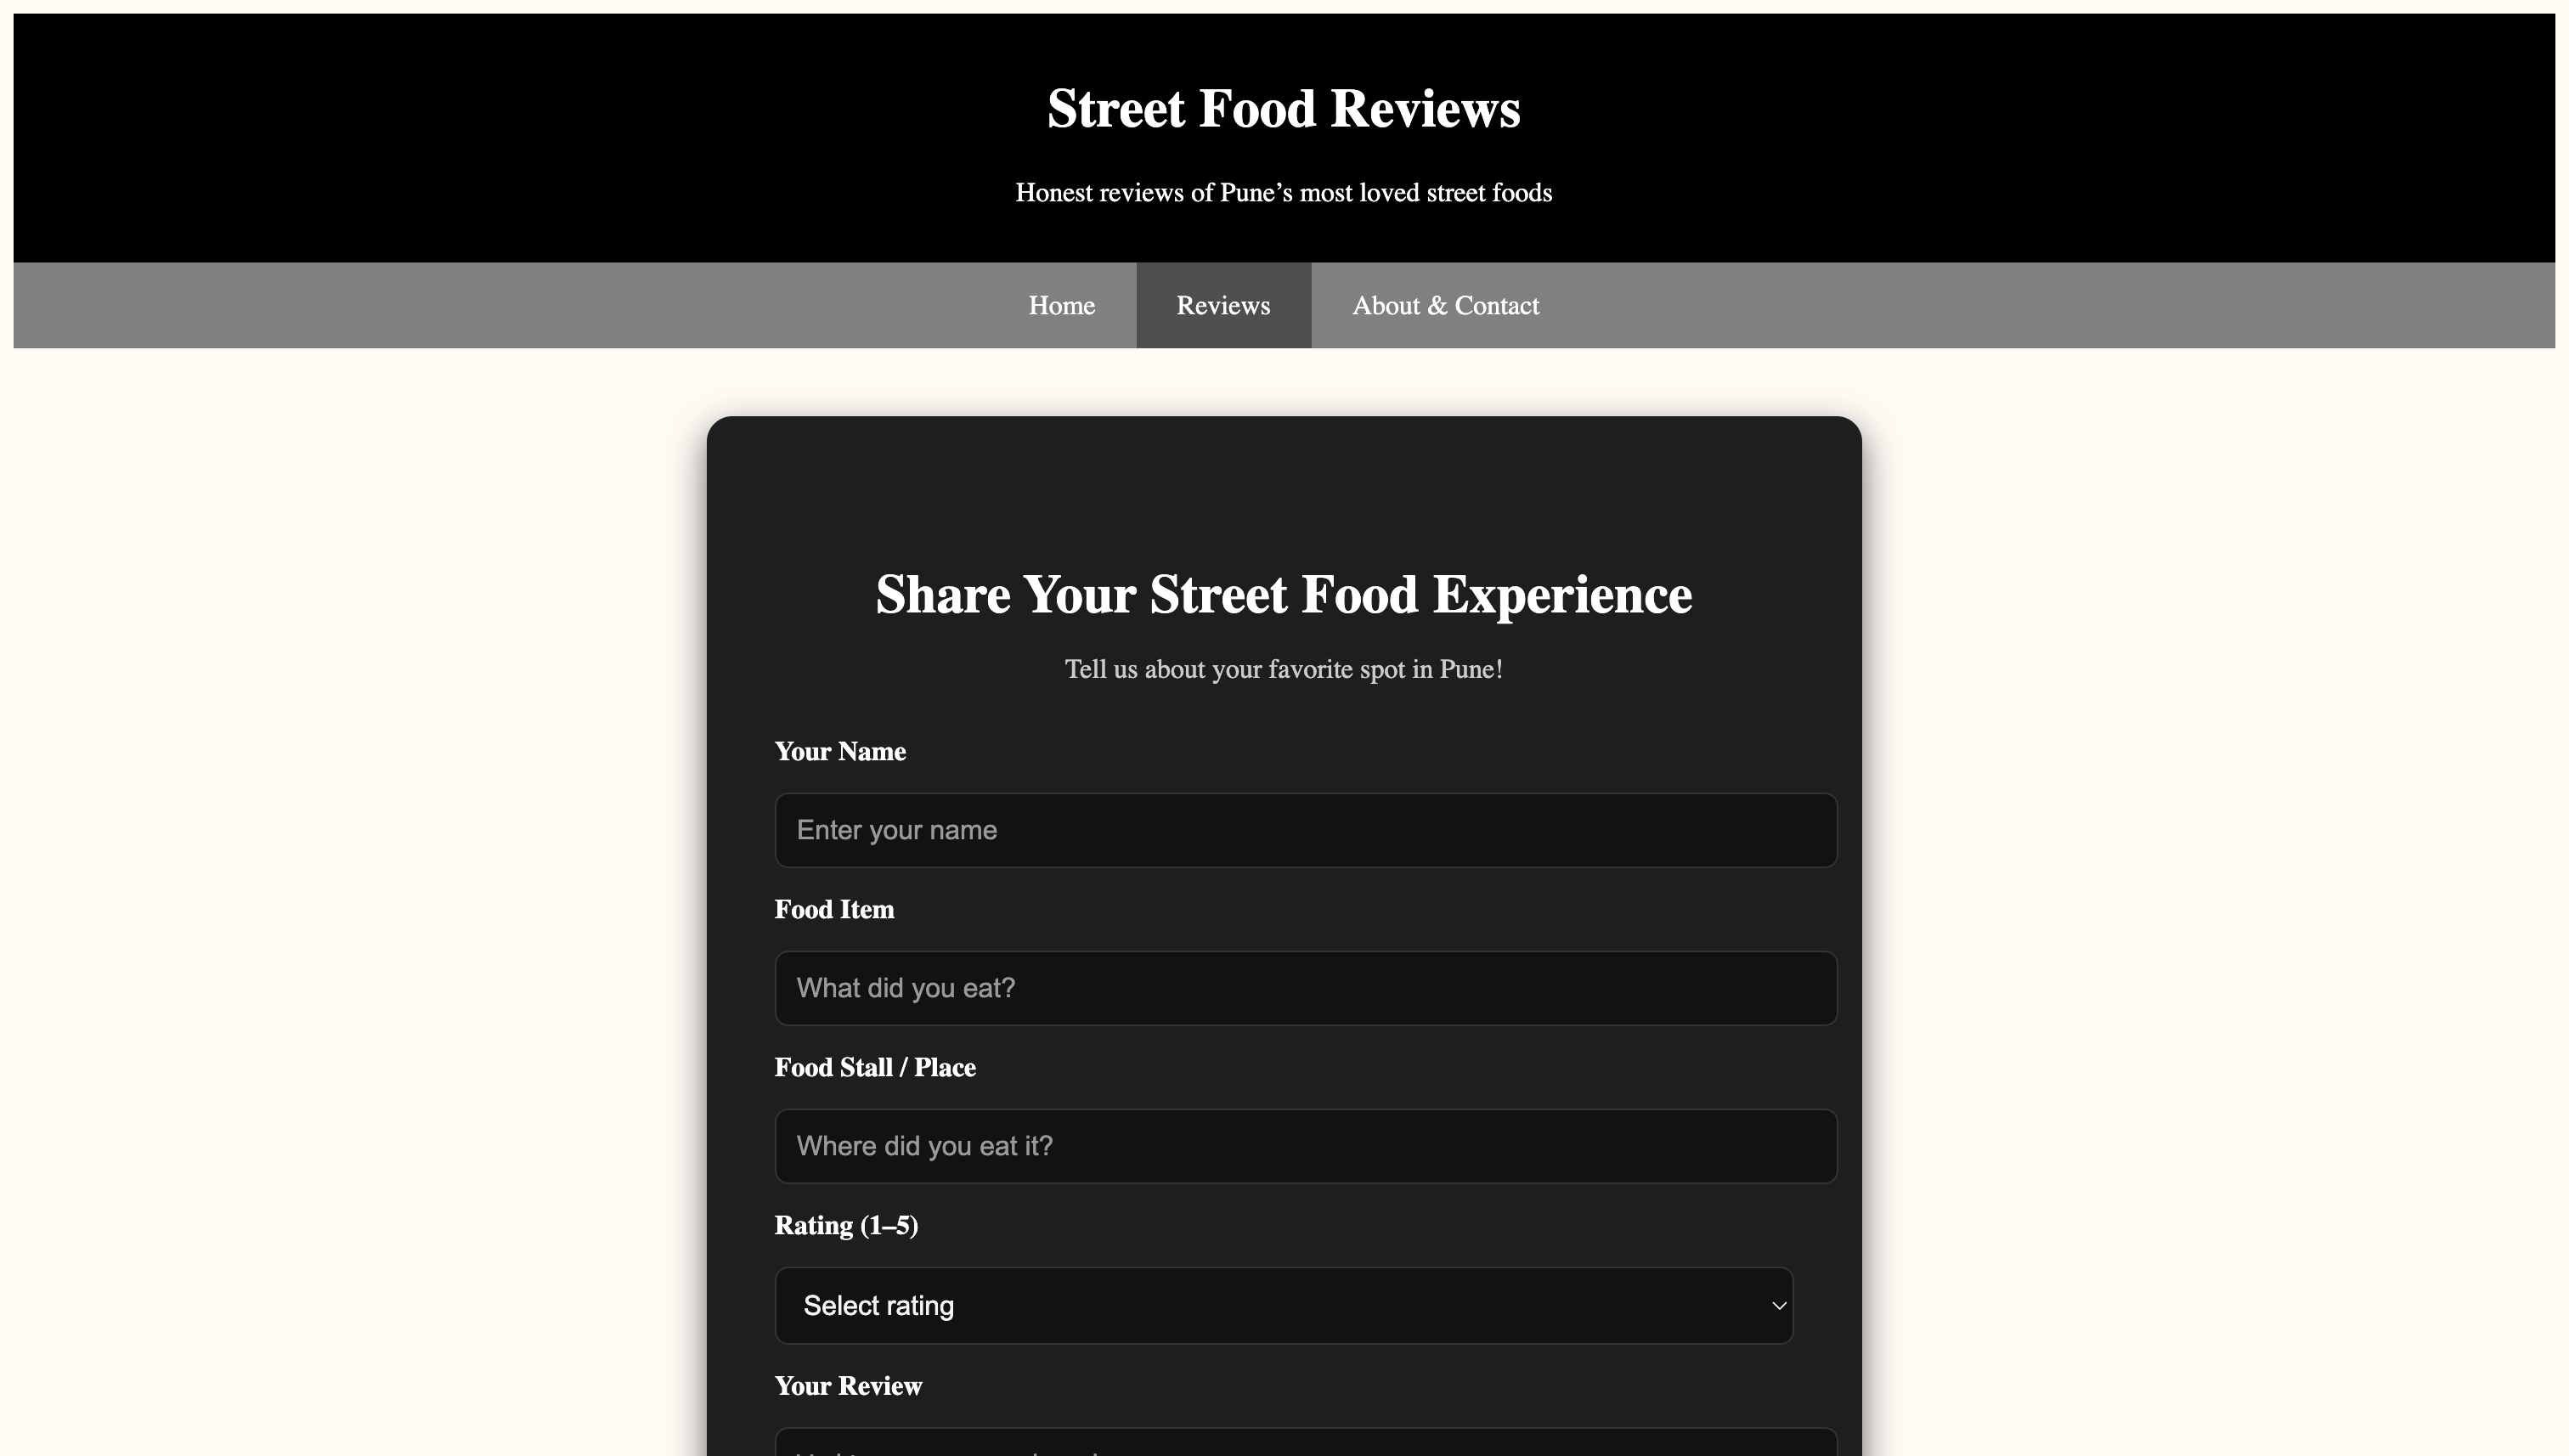 Street Food Reviews
Honest reviews of Pune’s most loved street foods
Home Reviews About & Contact
Share Your Street Food Experience
Tell us about your favorite spot in Pune!
Your Name
Enter your name
Food Item
What did you eat?
Food Stall / Place
Where did you eat it?
Rating (1–5)
Select rating
Your Review